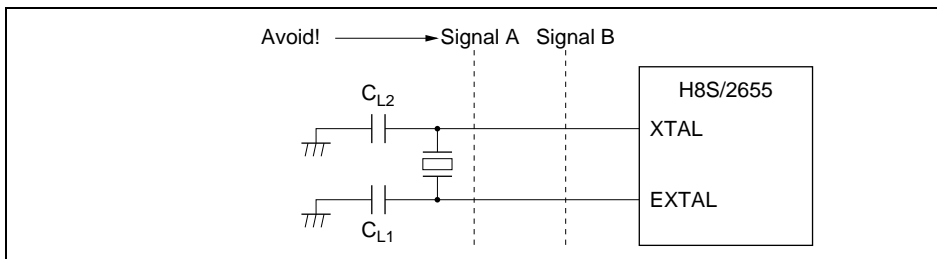 Avoid! Signal A Signal B
H8S/2655
CL2
XTAL
EXTAL
CL1